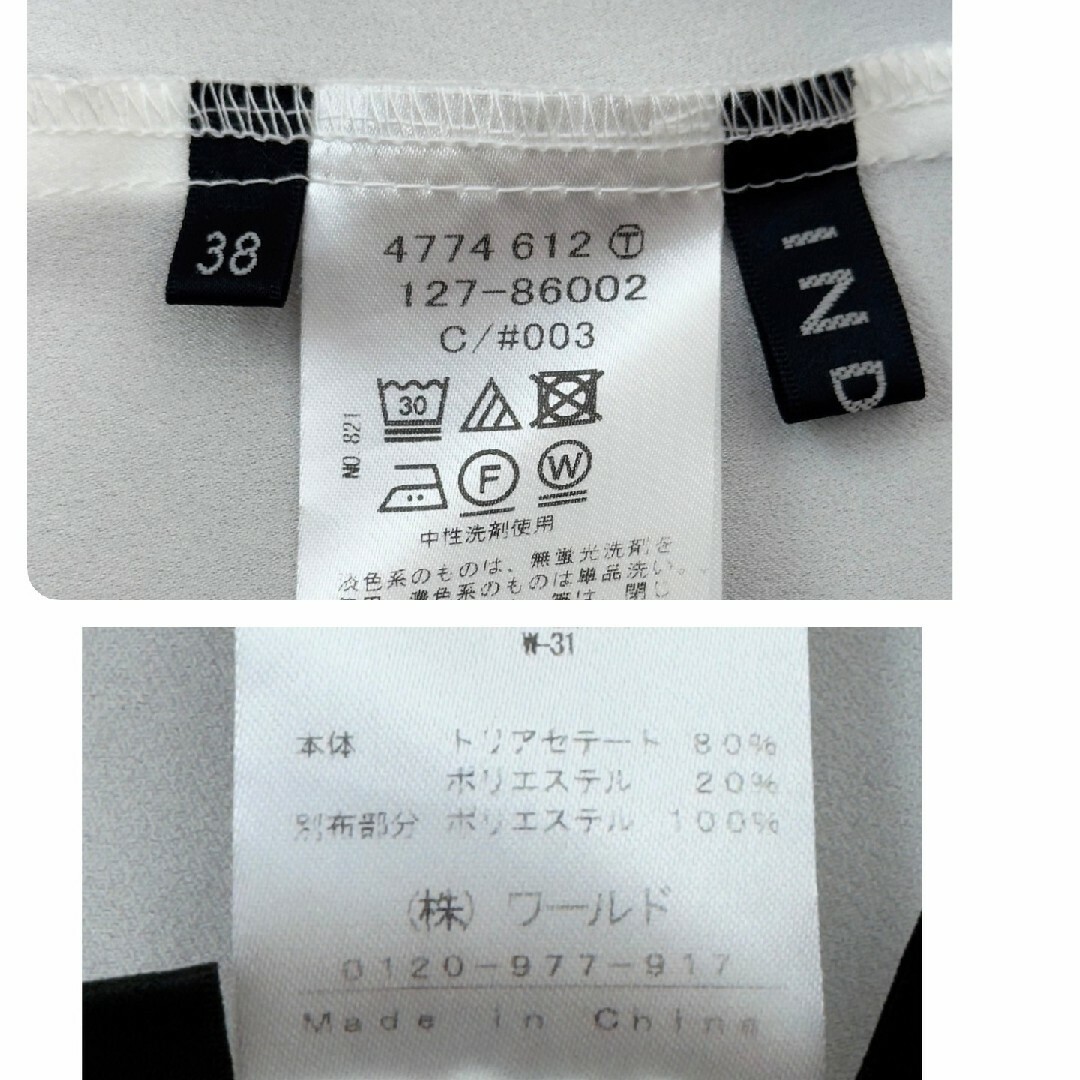 38
4774 612 Ⓣ
127-86002
C/#003
IND
30
NO 821
F
W
中性洗剤使用
淡色系のものは、無蛍光洗剤を
濃色系のものは単品洗い。
は、閉じ
W-31
本体 トリアセテート 80%
ポリエステル 20%
別布部分 ポリエステル 100%
(株) ワールド
0120-977-917
Made in China